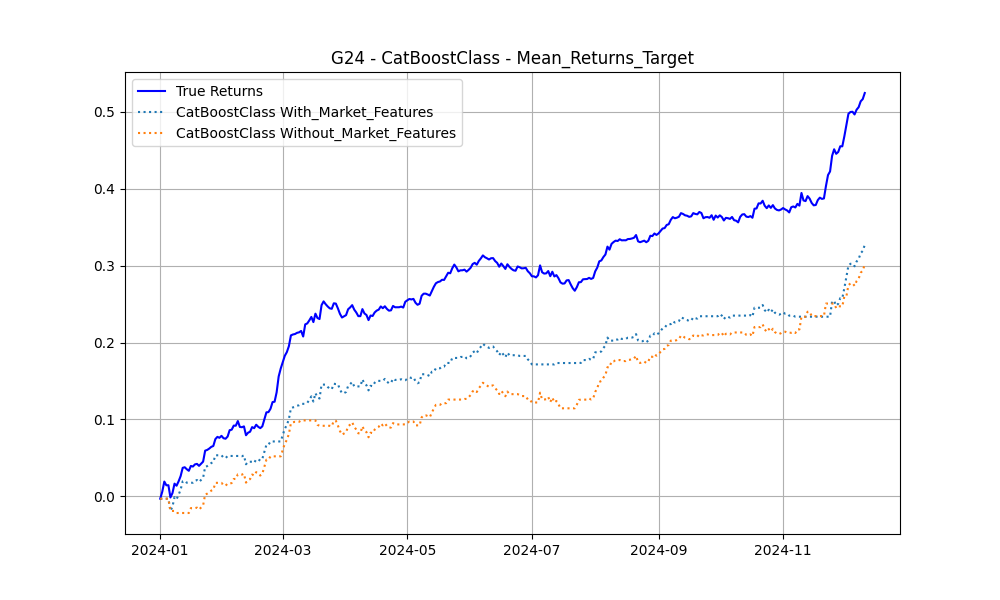 G24 - CatBoostClass - Mean_Returns_Target
True Returns
CatBoostClass With_Market_Features
CatBoostClass Without_Market_Features
0.5
0.4
0.3
0.2
0.1
0.0
2024-01 2024-03 2024-05 2024-07 2024-09 2024-11